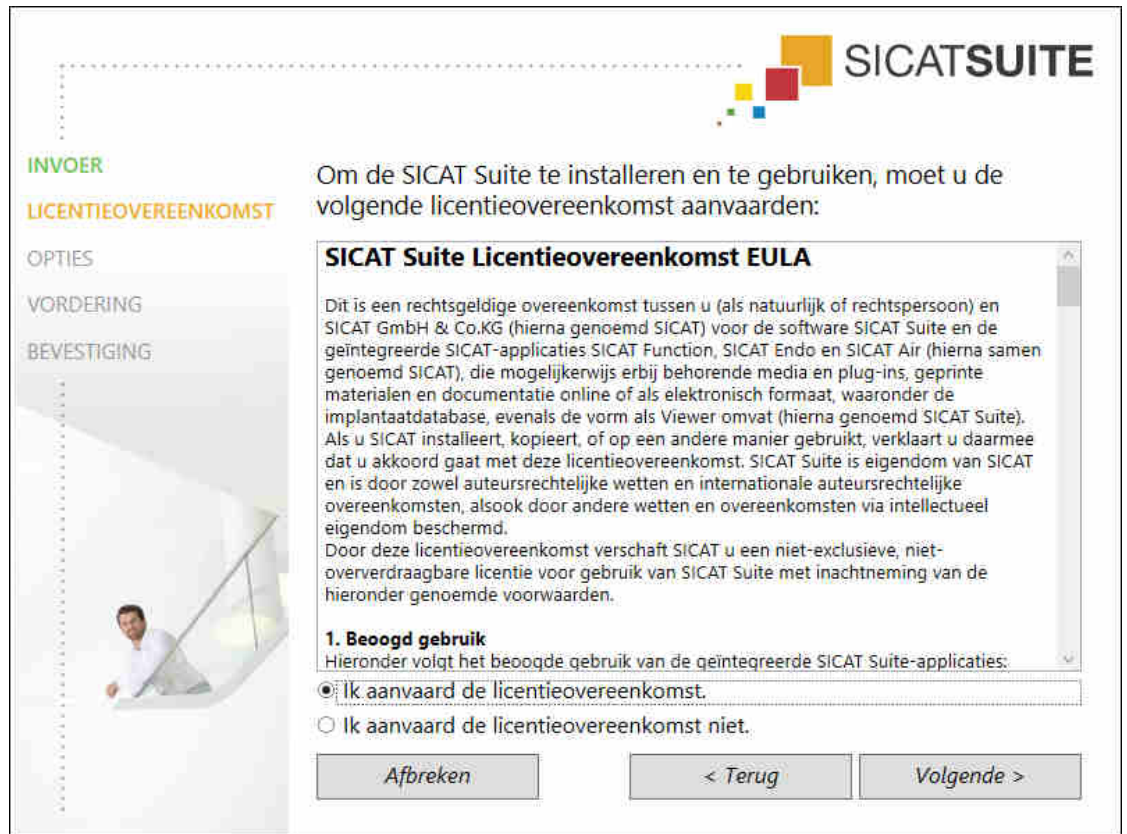 SICATSUITE
INVOER
LICENTIEOVEREENKOMST
OPTIES
VORDERING
BEVESTIGING
Om de SICAT Suite te installeren en te gebruiken, moet u de
volgende licentieovereenkomst aanvaarden:
SICAT Suite Licentieovereenkomst EULA
Dit is een rechtsgeldige overeenkomst tussen u (als natuurlijk of rechtspersoon) en
SICAT GmbH & Co.KG (hierna genoemd SICAT) voor de software SICAT Suite en de
geïntegreerde SICAT-applicaties SICAT Function, SICAT Endo en SICAT Air (hierna samen
genoemd SICAT), die mogelijkerwijs erbij behorende media en plug-ins, geprinte
materialen en documentatie online of als elektronisch formaat, waaronder de
implantaatdatabase, evenals de vorm als Viewer omvat (hierna genoemd SICAT Suite).
Als u SICAT installeert, kopieert, of op een andere manier gebruikt, verklaart u daarmee
dat u akkoord gaat met deze licentieovereenkomst. SICAT Suite is eigendom van SICAT
en is door zowel auteursrechtelijke wetten en internationale auteursrechtelijke
overeenkomsten, alsook door andere wetten en overeenkomsten via intellectueel
eigendom beschermd.
Door deze licentieovereenkomst verschaft SICAT u een niet-exclusieve, niet-
oververdraagbare licentie voor gebruik van SICAT Suite met inachtneming van de
hieronder genoemde voorwaarden.
1. Beoogd gebruik
Hieronder volgt het beoogde gebruik van de geïntegreerde SICAT Suite-applicaties:
Ik aanvaard de licentieovereenkomst.
Ik aanvaard de licentieovereenkomst niet.
Afbreken
< Terug
Volgende >